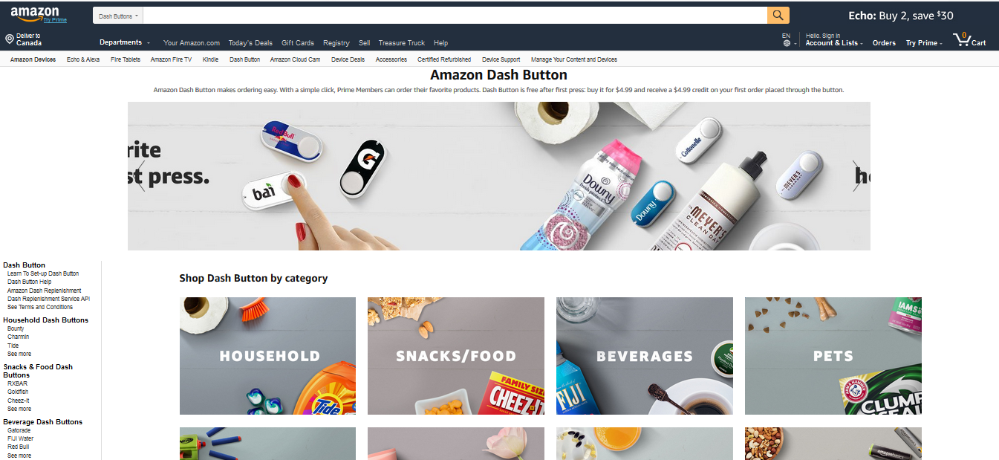 amazon
Try Prime
Dash Buttons
Echo: Buy 2, save $30
Deliver to
Canada
Departments
Your Amazon.com Today's Deals Gift Cards Registry Sell Treasure Truck Help
EN
Hello. Sign in
Account & Lists
Orders
Try Prime
0
Cart
Amazon Devices Echo & Alexa Fire Tablets Amazon Fire TV Kindle Dash Button Amazon Cloud Cam Device Deals Accessories Certified Refurbished Device Support Manage Your Content and Devices
Amazon Dash Button
Amazon Dash Button makes ordering easy. With a simple click, Prime Members can order their favorite products. Dash Button is free after first press: buy it for $4.99 and receive a $4.99 credit on your first order placed through the button.
rite
st press.
RedBull
G
bai
Downy
fresh protect
Downy
Cottonelle
MEYER'S
CLEAN DAY
MEYER'S
h
Dash Button
Learn To Set-up Dash Button
Dash Button Help
Amazon Dash Replenishment
Dash Replenishment Service API
See Terms and Conditions
Household Dash Buttons
Bounty
Charmin
Tide
See more
Snacks & Food Dash
Buttons
RXBAR
Goldfish
Cheez-It
See more
Beverage Dash Buttons
Gatorade
FIJI Water
Red Bull
See more
Shop Dash Button by category
HOUSEHOLD
Tide
SNACKS/FOOD
FAMILY SIZ
CHEEZ-IT
BEVERAGES
FIJI
PETS
IAMS
ARM & HAMMER
CLUMP
SEAL
NERF
amazonbasics